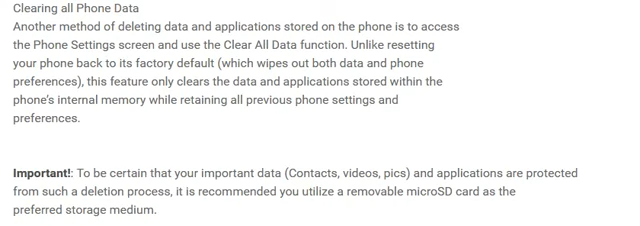 Clearing all Phone Data
Another method of deleting data and applications stored on the phone is to access
the Phone Settings screen and use the Clear All Data function. Unlike resetting
your phone back to its factory default (which wipes out both data and phone
preferences), this feature only clears the data and applications stored within the
phone's internal memory while retaining all previous phone settings and
preferences.
Important!: To be certain that your important data (Contacts, videos, pics) and applications are protected
from such a deletion process, it is recommended you utilize a removable microSD card as the
preferred storage medium.